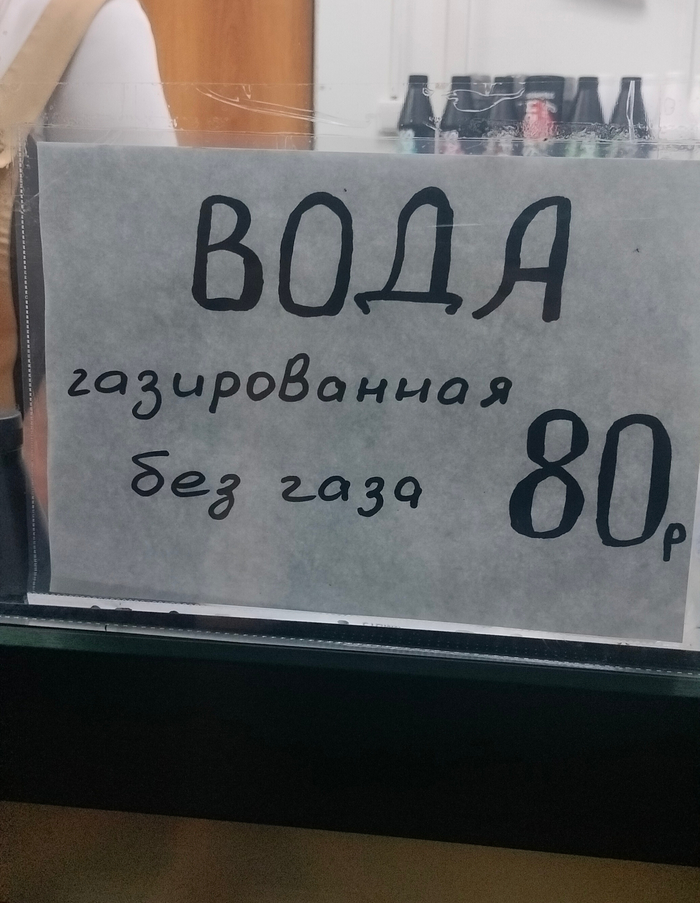 ВОДА
газированная
без газа 80р